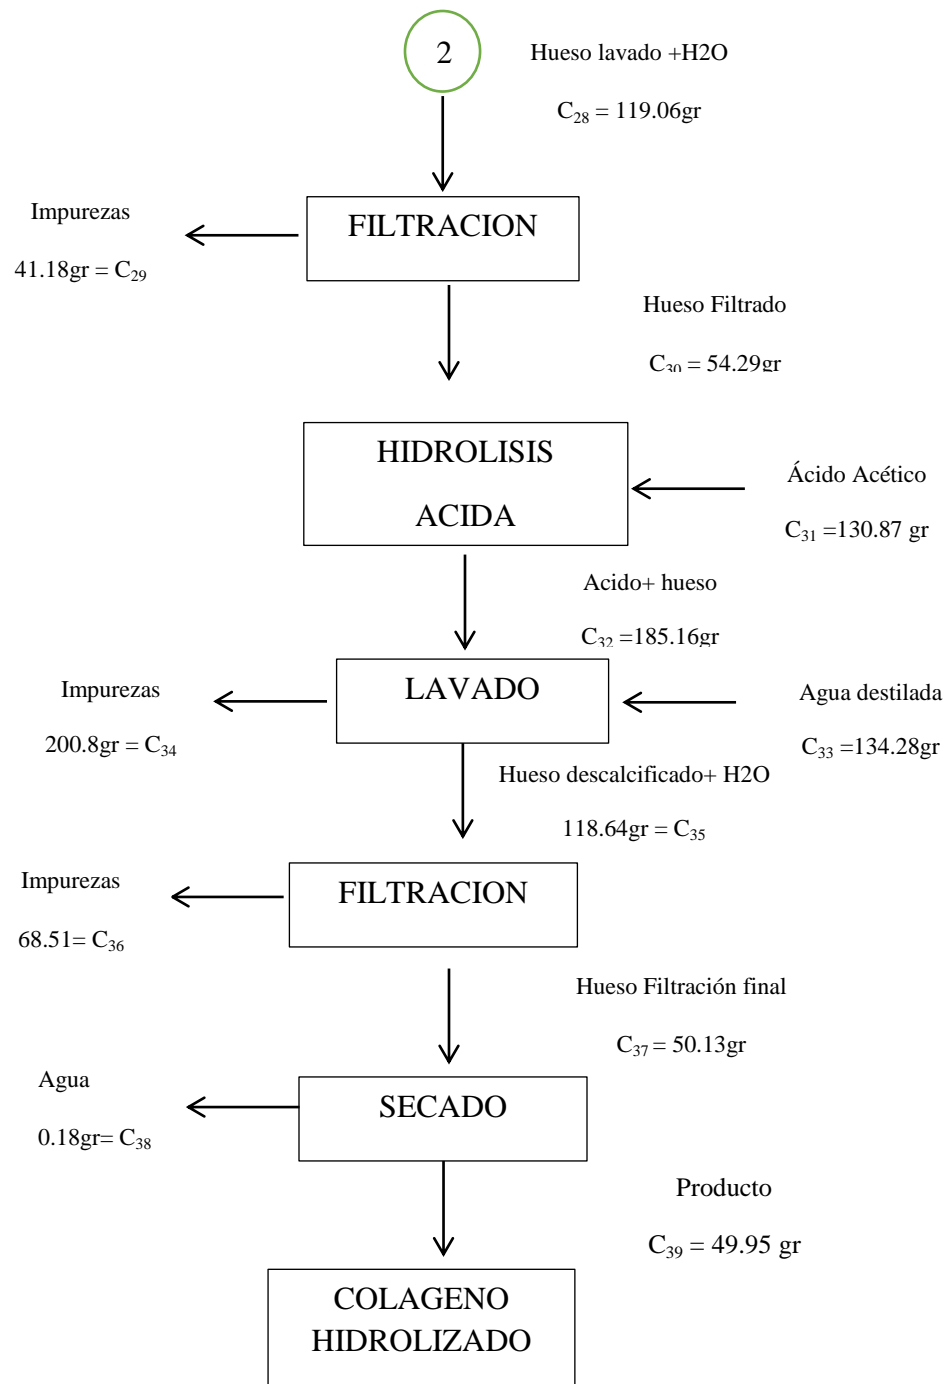 2
Hueso lavado +H2O
C28 = 119.06gr
Impurezas
41.18gr = C29
FILTRACION
Hueso Filtrado
C30 = 54.29gr
HIDROLISIS
ACIDA
Ácido Acético
C31 =130.87 gr
Acido+ hueso
C32 =185.16gr
Impurezas
200.8gr = C34
LAVADO
Agua destilada
C33 =134.28gr
Hueso descalcificado+ H2O
118.64gr = C35
Impurezas
68.51= C36
FILTRACION
Hueso Filtración final
C37 = 50.13gr
Agua
0.18gr= C38
SECADO
Producto
C39 = 49.95 gr
COLAGENO
HIDROLIZADO